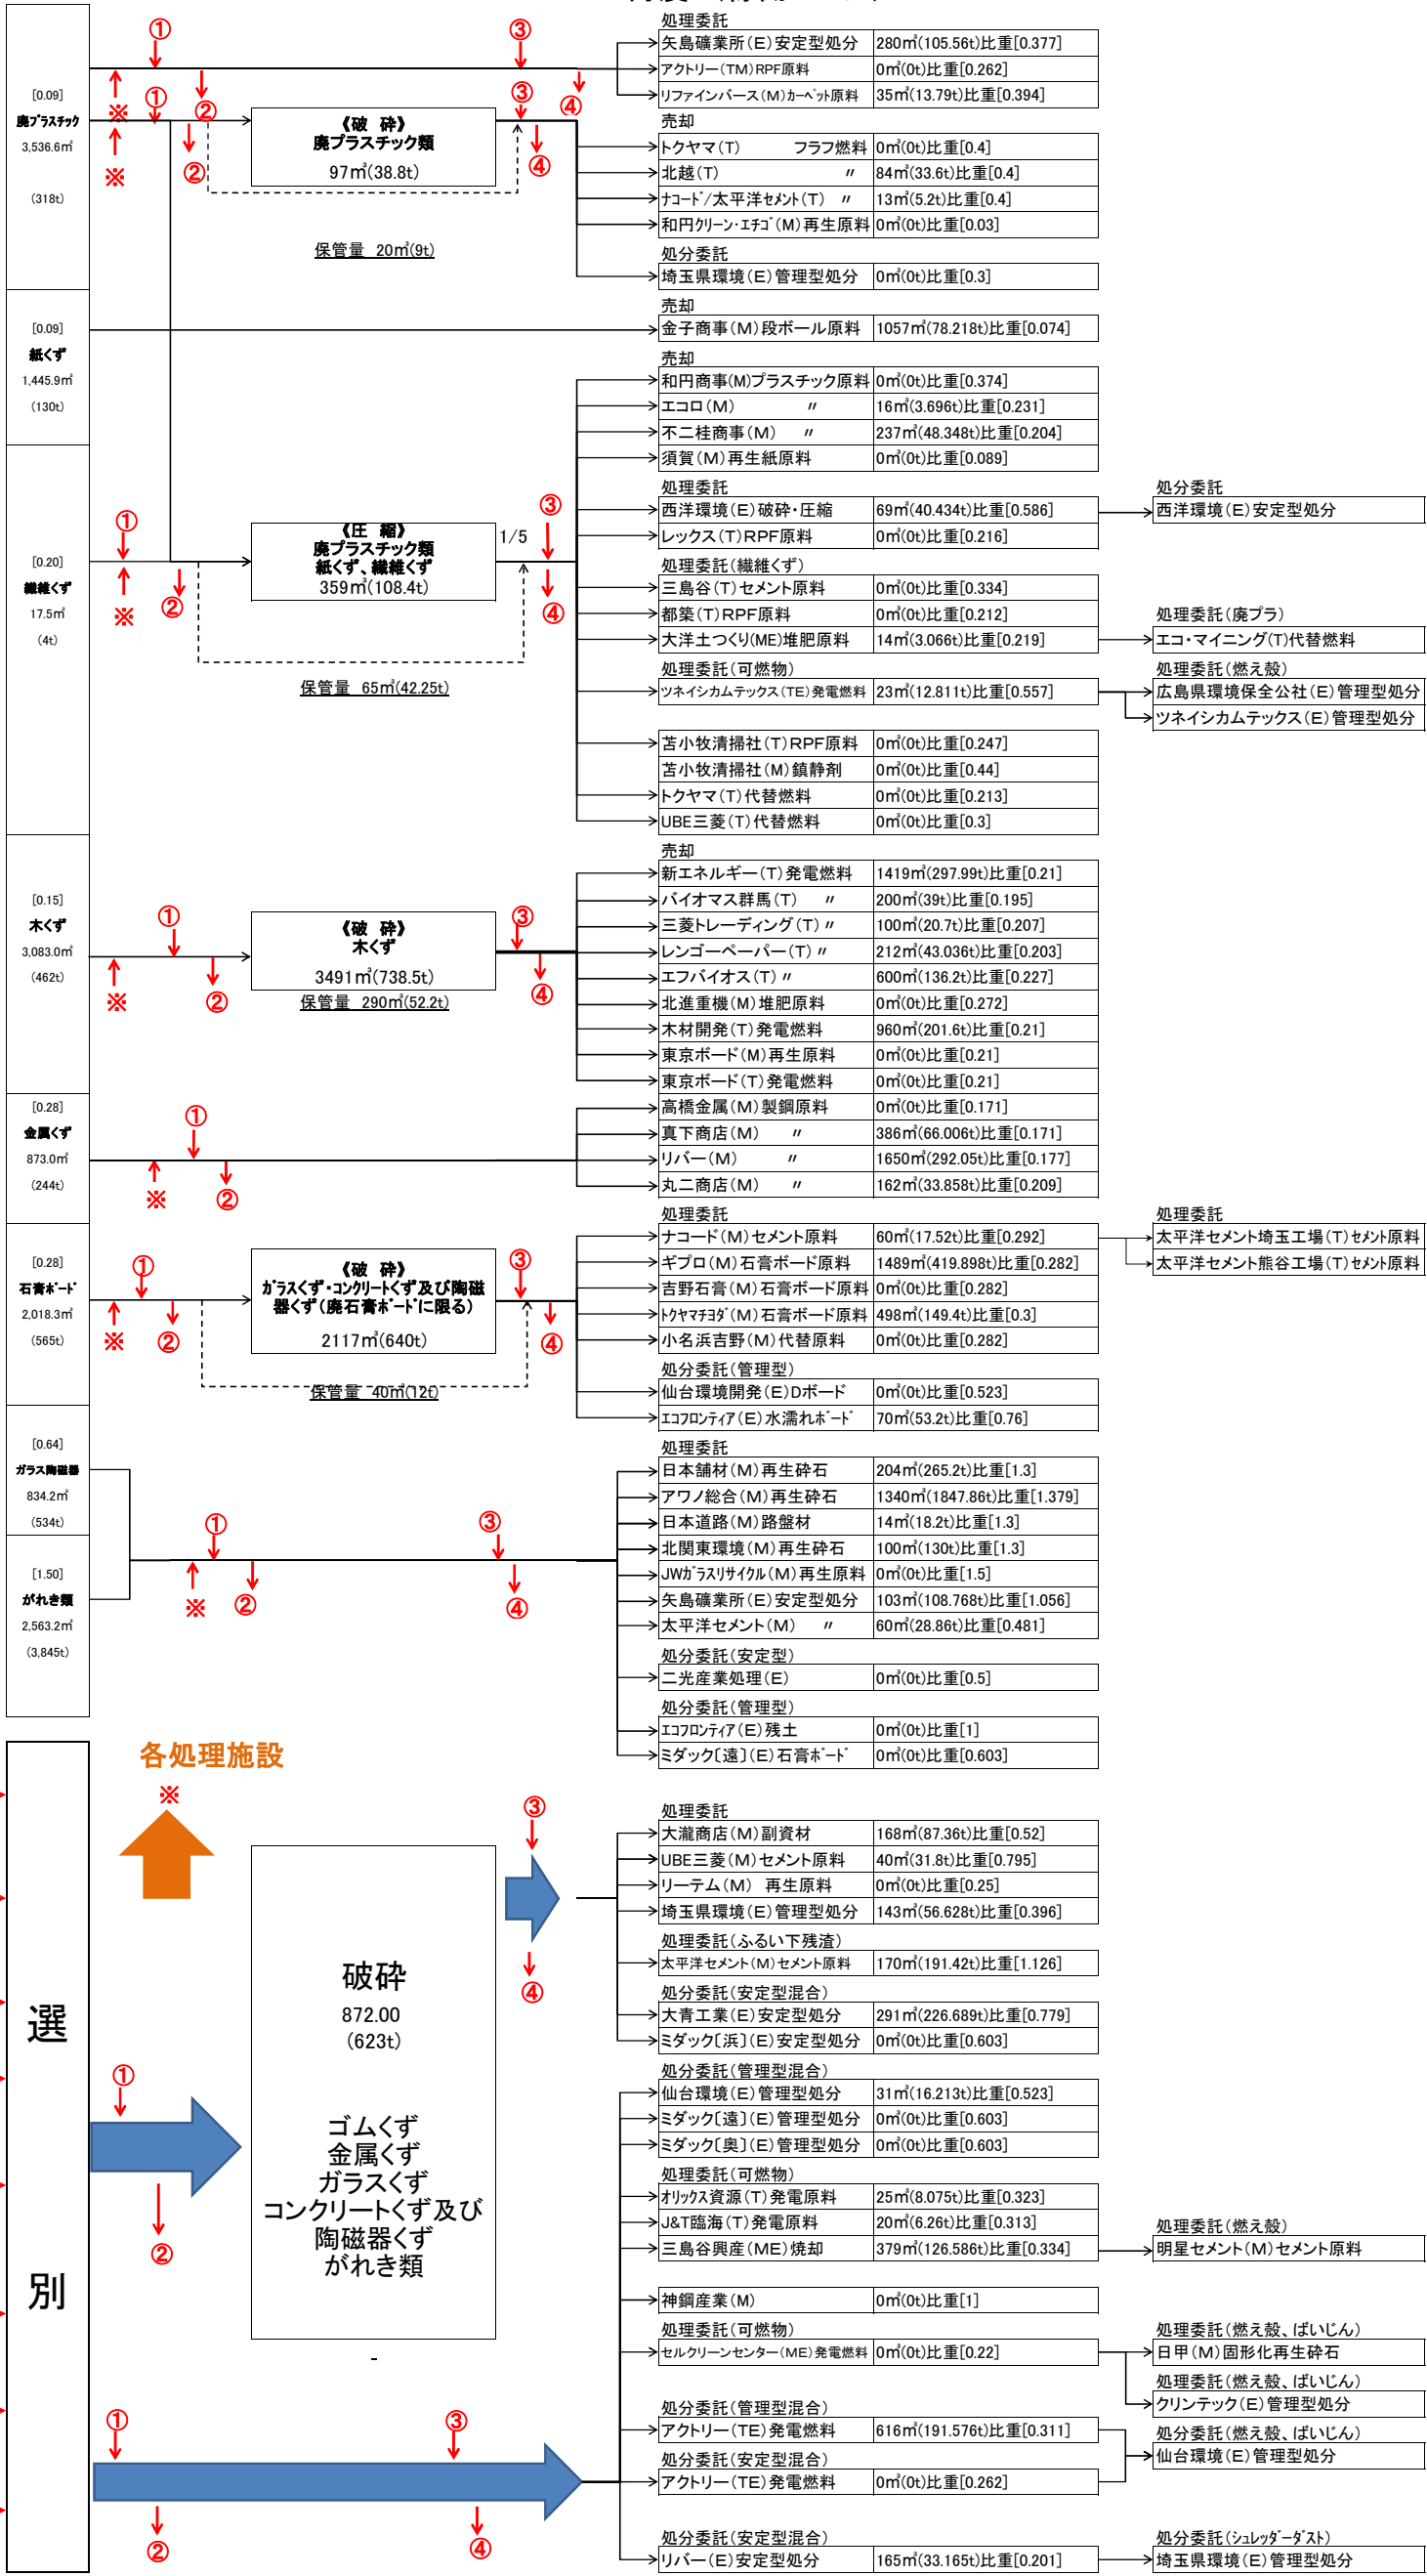 処理委託
① ③
矢島礦業所(E)安定型処分 280㎥(105.56t)比重[0.377]
アクトリー(TM)RPF原料 0㎥(0t)比重[0.262]
リファインバース(M)カーペット原料 35㎥(13.79t)比重[0.394]
[0.09]
廃プラスチック
3,536.6㎥
(318t)
※ ① ② ③ ④
※ ② ④
《破 砕》
廃プラスチック類
97㎥(38.8t)
保管量 20㎥(9t)
売却
トクヤマ(T) フラフ燃料 0㎥(0t)比重[0.4]
北越(T) 〃 84㎥(33.6t)比重[0.4]
ナコード/太平洋セメント(T) 〃 13㎥(5.2t)比重[0.4]
和円クリーン・エチゴ(M)再生原料 0㎥(0t)比重[0.03]
処分委託
埼玉県環境(E)管理型処分 0㎥(0t)比重[0.3]
[0.09]
紙くず
1,445.9㎥
(130t)
売却
金子商事(M)段ボール原料 1057㎥(78.218t)比重[0.074]
売却
和円商事(M)プラスチック原料 0㎥(0t)比重[0.374]
エコロ(M) 〃 16㎥(3.696t)比重[0.231]
不二桂商事(M) 〃 237㎥(48.348t)比重[0.204]
須賀(M)再生紙原料 0㎥(0t)比重[0.089]
[0.20]
繊維くず
17.5㎥
(4t)
① ※ ②
《圧 縮》
廃プラスチック類
紙くず、繊維くず
359㎥(108.4t)
1/5
③ ④
保管量 65㎥(42.25t)
処理委託
西洋環境(E)破砕・圧縮 69㎥(40.434t)比重[0.586]
レックス(T)RPF原料 0㎥(0t)比重[0.216]
処分委託
西洋環境(E)安定型処分
処理委託(繊維くず)
三島谷(T)セメント原料 0㎥(0t)比重[0.334]
都築(T)RPF原料 0㎥(0t)比重[0.212]
大洋土つくり(ME)堆肥原料 14㎥(3.066t)比重[0.219]
処理委託(廃プラ)
エコ・マイニング(T)代替燃料
処理委託(可燃物)
ツネイシカムテックス(TE)発電燃料 23㎥(12.811t)比重[0.557]
処理委託(燃え殻)
広島県環境保全公社(E)管理型処分
ツネイシカムテックス(E)管理型処分
苫小牧清掃社(T)RPF原料 0㎥(0t)比重[0.247]
苫小牧清掃社(M)鎮静剤 0㎥(0t)比重[0.44]
トクヤマ(T)代替燃料 0㎥(0t)比重[0.213]
UBE三菱(T)代替燃料 0㎥(0t)比重[0.3]
[0.15]
木くず
3,083.0㎥
(462t)
① ※ ②
《破 砕》
木くず
3491㎥(738.5t)
保管量 290㎥(52.2t)
③ ④
売却
新エネルギー(T)発電燃料 1419㎥(297.99t)比重[0.21]
バイオマス群馬(T) 〃 200㎥(39t)比重[0.195]
三菱トレーディング(T)〃 100㎥(20.7t)比重[0.207]
レンゴーペーパー(T)〃 212㎥(43.036t)比重[0.203]
エフバイオス(T)〃 600㎥(136.2t)比重[0.227]
北進重機(M)堆肥原料 0㎥(0t)比重[0.272]
木材開発(T)発電燃料 960㎥(201.6t)比重[0.21]
東京ボード(M)再生原料 0㎥(0t)比重[0.21]
東京ボード(T)発電燃料 0㎥(0t)比重[0.21]
[0.28]
金属くず
873.0㎥
(244t)
① ※ ②
高橋金属(M)製鋼原料 0㎥(0t)比重[0.171]
真下商店(M) 〃 386㎥(66.006t)比重[0.171]
リバー(M) 〃 1650㎥(292.05t)比重[0.177]
丸二商店(M) 〃 162㎥(33.858t)比重[0.209]
[0.28]
石膏ボード
2,018.3㎥
(565t)
① ※ ②
《破 砕》
ガラスくず・コンクリートくず及び陶磁
器くず(廃石膏ボードに限る)
2117㎥(640t)
保管量 40㎥(12t)
③ ④
処理委託
ナコード(M)セメント原料 60㎥(17.52t)比重[0.292]
ギプロ(M)石膏ボード原料 1489㎥(419.898t)比重[0.282]
吉野石膏(M)石膏ボード原料 0㎥(0t)比重[0.282]
トクヤマチヨダ(M)石膏ボード原料 498㎥(149.4t)比重[0.3]
小名浜吉野(M)代替原料 0㎥(0t)比重[0.282]
処理委託
太平洋セメント埼玉工場(T)セメント原料
太平洋セメント熊谷工場(T)セメント原料
処分委託(管理型)
仙台環境開発(E)Dボード 0㎥(0t)比重[0.523]
エコフロンティア(E)水濡れボード 70㎥(53.2t)比重[0.76]
[0.64]
ガラス陶磁器
834.2㎥
(534t)
[1.50]
がれき類
2,563.2㎥
(3,845t)
① ※ ② ③ ④
処理委託
日本舗材(M)再生砕石 204㎥(265.2t)比重[1.3]
アワノ総合(M)再生砕石 1340㎥(1847.86t)比重[1.379]
日本道路(M)路盤材 14㎥(18.2t)比重[1.3]
北関東環境(M)再生砕石 100㎥(130t)比重[1.3]
JWガラスリサイクル(M)再生原料 0㎥(0t)比重[1.5]
矢島礦業所(E)安定型処分 103㎥(108.768t)比重[1.056]
太平洋セメント(M) 〃 60㎥(28.86t)比重[0.481]
処分委託(安定型)
二光産業処理(E) 0㎥(0t)比重[0.5]
処分委託(管理型)
エコフロンティア(E)残土 0㎥(0t)比重[1]
ミダック〔遠〕(E)石膏ボード 0㎥(0t)比重[0.603]
選
別
各処理施設
※
破砕
872.00
(623t)
ゴムくず
金属くず
ガラスくず
コンクリートくず及び
陶磁器くず
がれき類
-
① ② ③ ④
処理委託
大瀧商店(M)副資材 168㎥(87.36t)比重[0.52]
UBE三菱(M)セメント原料 40㎥(31.8t)比重[0.795]
リーテム(M) 再生原料 0㎥(0t)比重[0.25]
埼玉県環境(E)管理型処分 143㎥(56.628t)比重[0.396]
処理委託(ふるい下残渣)
太平洋セメント(M)セメント原料 170㎥(191.42t)比重[1.126]
処分委託(安定型混合)
大青工業(E)安定型処分 291㎥(226.689t)比重[0.779]
ミダック〔浜〕(E)安定型処分 0㎥(0t)比重[0.603]
処分委託(管理型混合)
仙台環境(E)管理型処分 31㎥(16.213t)比重[0.523]
ミダック〔遠〕(E)管理型処分 0㎥(0t)比重[0.603]
ミダック〔奥〕(E)管理型処分 0㎥(0t)比重[0.603]
処理委託(可燃物)
オリックス資源(T)発電原料 25㎥(8.075t)比重[0.323]
J&T臨海(T)発電原料 20㎥(6.26t)比重[0.313]
三島谷興産(ME)焼却 379㎥(126.586t)比重[0.334]
処理委託(燃え殻)
明星セメント(M)セメント原料
神鋼産業(M) 0㎥(0t)比重[1]
処理委託(可燃物)
セルクリーンセンター(ME)発電燃料 0㎥(0t)比重[0.22]
処理委託(燃え殻、ばいじん)
日甲(M)固形化再生砕石
処理委託(燃え殻、ばいじん)
クリンテック(E)管理型処分
① ② ③ ④
処分委託(管理型混合)
アクトリー(TE)発電燃料 616㎥(191.576t)比重[0.311]
処分委託(安定型混合)
アクトリー(TE)発電燃料 0㎥(0t)比重[0.262]
処分委託(燃え殻、ばいじん)
仙台環境(E)管理型処分
処分委託(安定型混合)
リバー(E)安定型処分 165㎥(33.165t)比重[0.201]
処分委託(シュレッダーダスト)
埼玉県環境(E)管理型処分